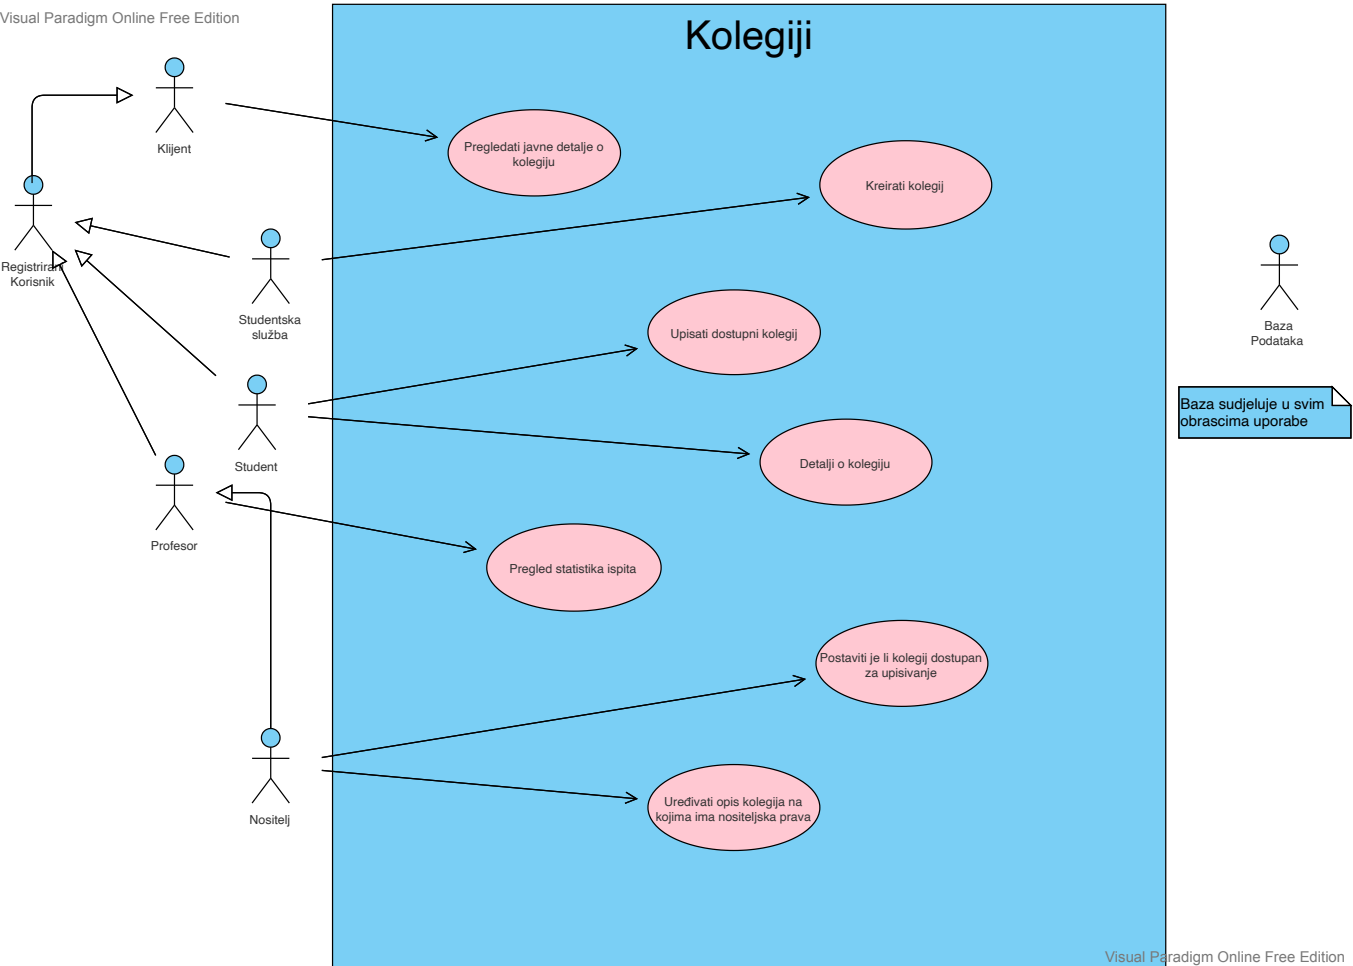 Visual Paradigm Online Free Edition
Kolegiji
Klijent
Pregledati javne detalje o
kolegiju
Kreirati kolegij
Registrirani
Korisnik
Studentska
služba
Baza
Podataka
Upisati dostupni kolegij
Baza sudjeluje u svim
obrascima uporabe
Student
Detalji o kolegiju
Profesor
Pregled statistika ispita
Postaviti je li kolegij dostupan
za upisivanje
Nositelj
Uređivati opis kolegija na
kojima ima nositeljska prava
Visual Paradigm Online Free Edition